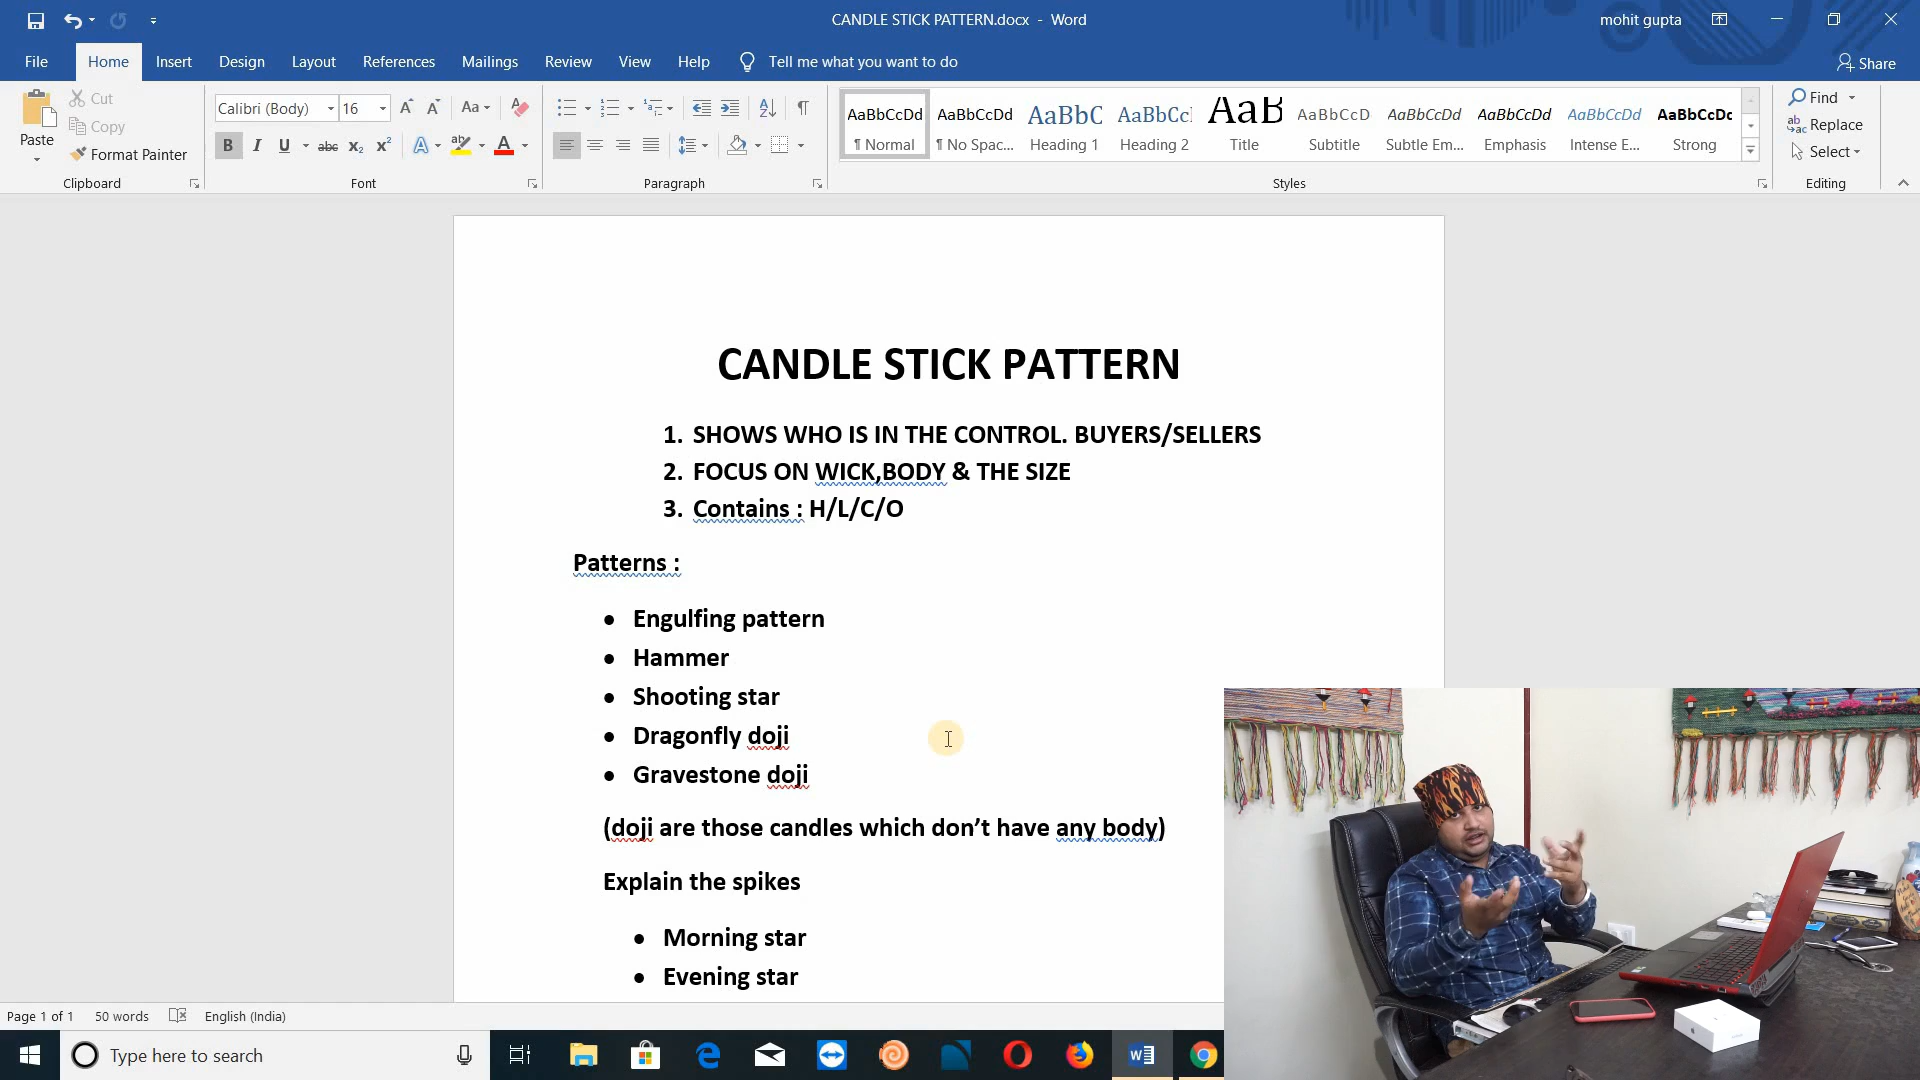 CANDLE STICK PATTERN.docx - Word
mohit gupta
File Home Insert Design Layout References Mailings Review View Help Tell me what you want to do
Share
Paste
Cut
Copy
Format Painter
Clipboard
Calibri (Body) 16
Font
Paragraph
AaBbCcDd AaBbCcDd AaBbC AaBbCcl AaB AaBbCcD AaBbCcDd AaBbCcDd AaBbCcDd AaBbCcDc
¶ Normal ¶ No Spac... Heading 1 Heading 2 Title Subtitle Subtle Em... Emphasis Intense E... Strong
Styles
Find
Replace
Select
Editing
CANDLE STICK PATTERN
1. SHOWS WHO IS IN THE CONTROL. BUYERS/SELLERS
2. FOCUS ON WICK,BODY & THE SIZE
3. Contains : H/L/C/O
Patterns :
• Engulfing pattern
• Hammer
• Shooting star
• Dragonfly doji
• Gravestone doji
(doji are those candles which don’t have any body)
Explain the spikes
• Morning star
• Evening star
Page 1 of 1 50 words English (India)
Type here to search